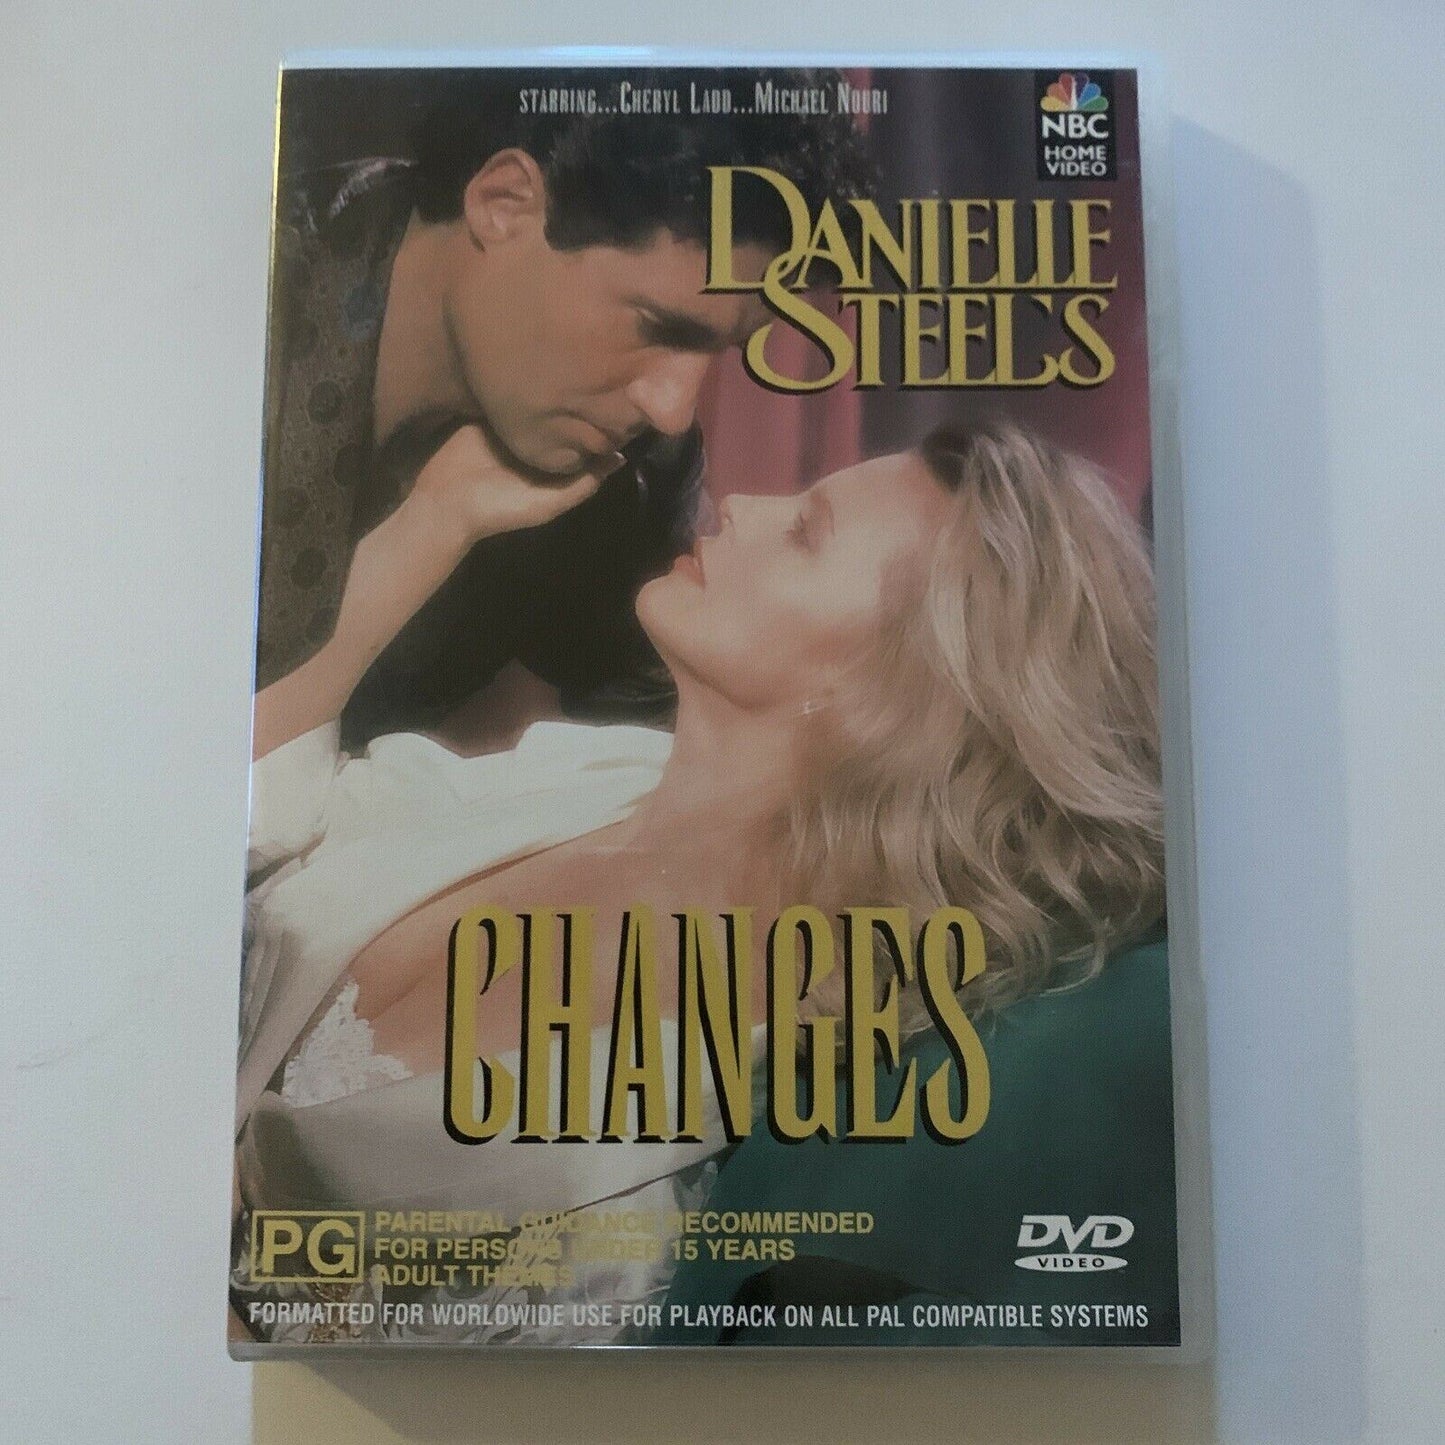 STARRING...CHERYL LADD...MICHAEL NOURI
NBC
HOME
VIDEO
DANIELLE
STEEL'S
CHANGES
PG
PARENTAL GUIDANCE RECOMMENDED
FOR PERSONS UNDER 15 YEARS
ADULT THEMES
DVD
VIDEO
FORMATTED FOR WORLDWIDE USE FOR PLAYBACK ON ALL PAL COMPATIBLE SYSTEMS